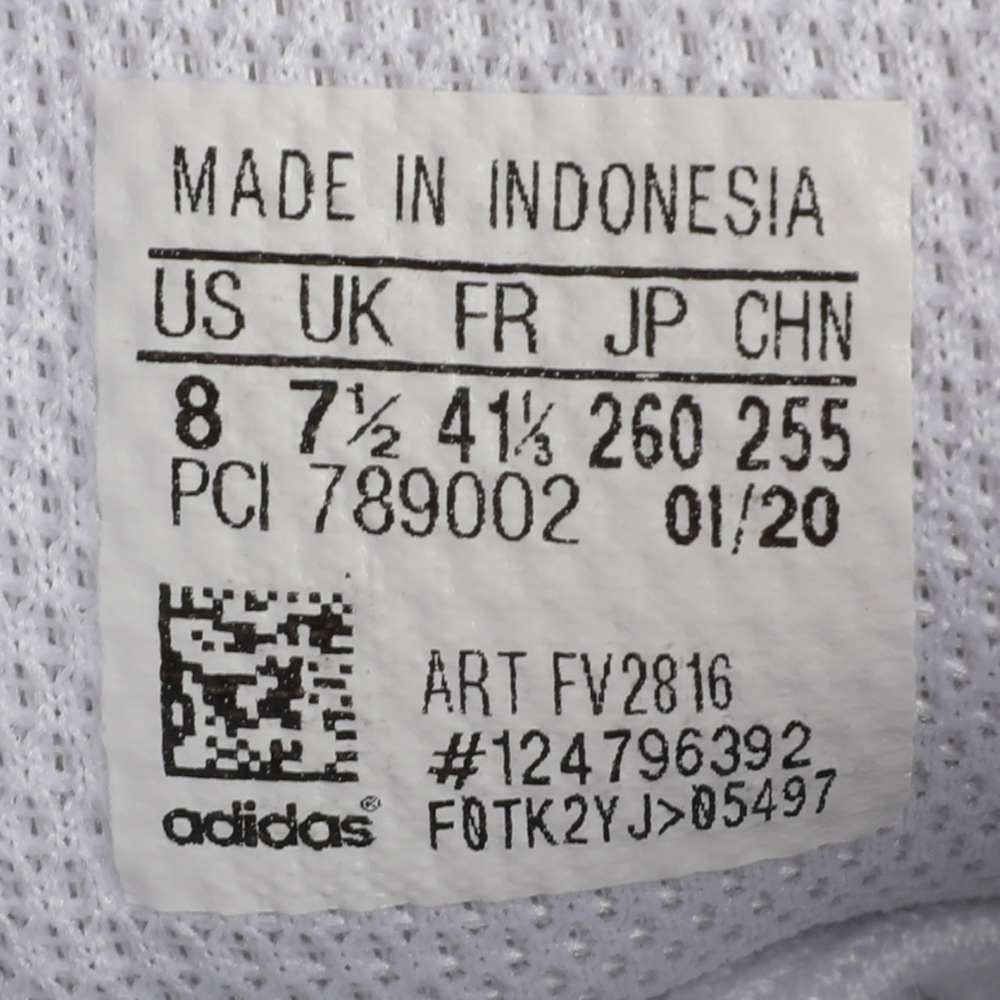 MADE IN INDONESIA
US UK FR JP CHN
8 7½ 41⅓ 260 255
PCI 789002 01/20
ART FV2816
#124796392
adidas® F0TK2YJ>05497